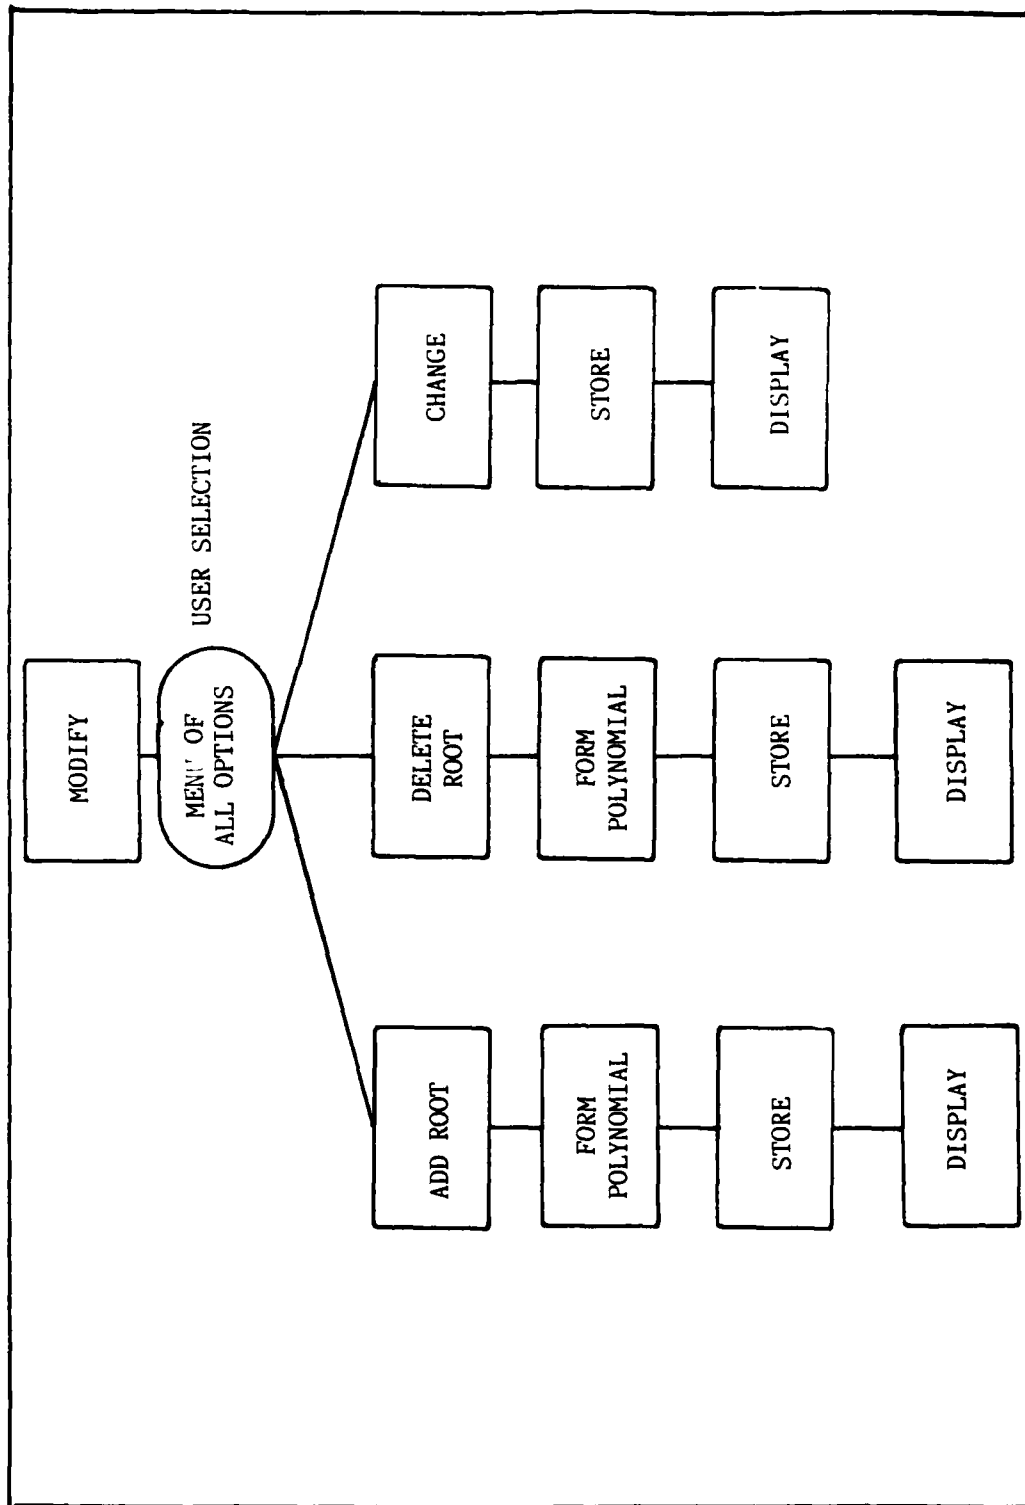 MODIFY
MENU OF
ALL OPTIONS
USER SELECTION
ADD ROOT
FORM
POLYNOMIAL
STORE
DISPLAY
DELETE
ROOT
FORM
POLYNOMIAL
STORE
DISPLAY
CHANGE
STORE
DISPLAY